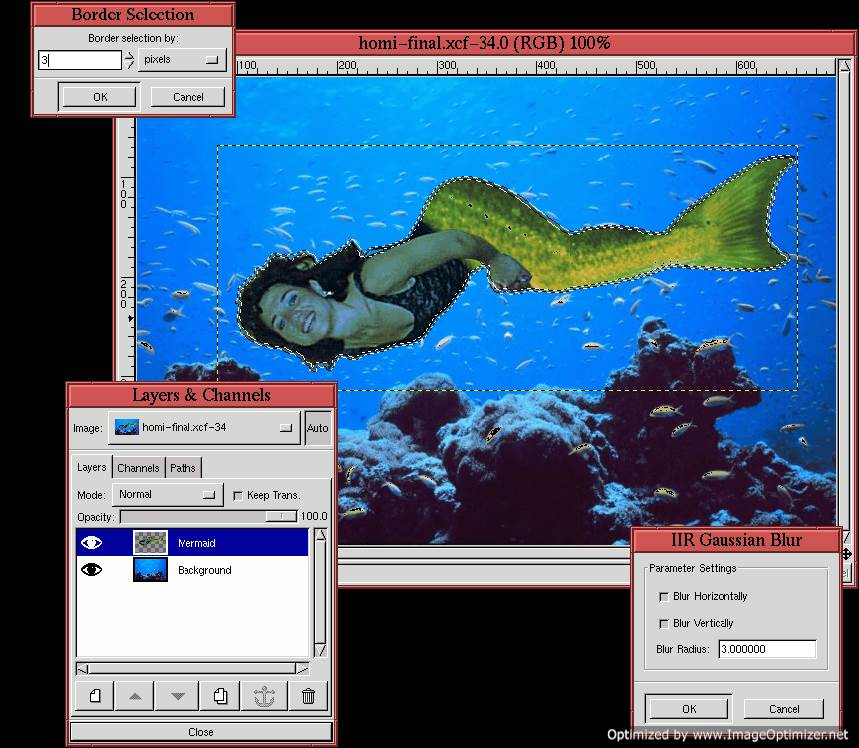 Border Selection
Border selection by:
3 pixels
OK Cancel
homi-final.xcf-34.0 (RGB) 100%
100 200 300 400 500 600
100
200
Layers & Channels
Image: homi-final.xcf-34 Auto
Layers Channels Paths
Mode: Normal Keep Trans.
Opacity: 100.0
Mermaid
Background
Close
IIR Gaussian Blur
Parameter Settings
Blur Horizontally
Blur Vertically
Blur Radius: 3.000000
OK Cancel
Optimized by www.ImageOptimizer.net